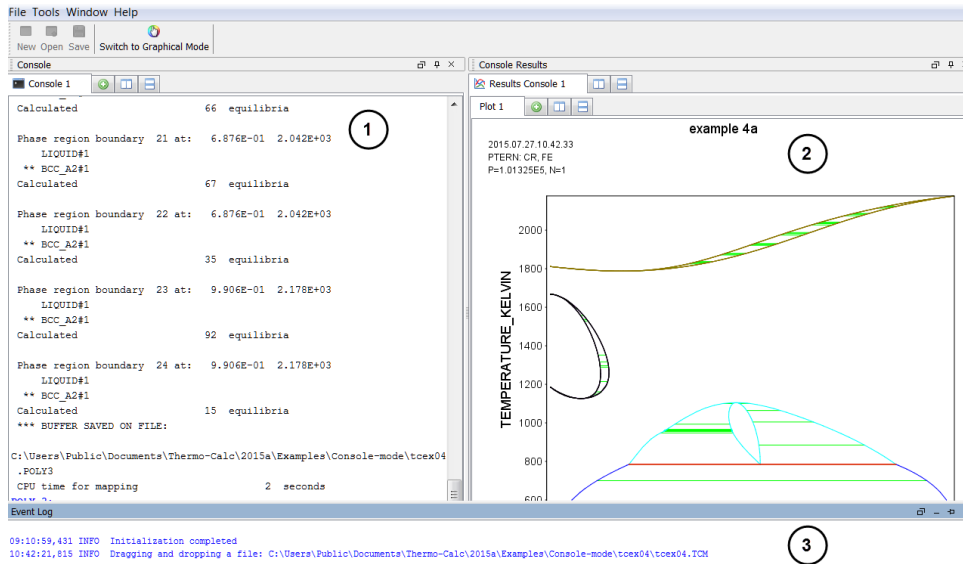 File Tools Window Help
New Open Save Switch to Graphical Mode
Console
Console 1
Calculated 66 equilibria
1
Phase region boundary 21 at: 6.876E-01 2.042E+03
LIQUID#1
** BCC_A2#1
Calculated 67 equilibria
Phase region boundary 22 at: 6.876E-01 2.042E+03
LIQUID#1
** BCC_A2#1
Calculated 35 equilibria
Phase region boundary 23 at: 9.906E-01 2.178E+03
LIQUID#1
** BCC_A2#1
Calculated 92 equilibria
Phase region boundary 24 at: 9.906E-01 2.178E+03
LIQUID#1
** BCC_A2#1
Calculated 15 equilibria
*** BUFFER SAVED ON FILE:
C:\Users\Public\Documents\Thermo-Calc\2015a\Examples\Console-mode\tcex04
.POLY3
CPU time for mapping 2 seconds
Console Results
Results Console 1
Plot 1
example 4a
2015.07.27.10.42.33
PTERN: CR, FE
P=1.01325E5, N=1
2
TEMPERATURE_KELVIN
2000
1800
1600
1400
1200
1000
800
600
Event Log
09:10:59,431 INFO Initialization completed
10:42:21,815 INFO Dragging and dropping a file: C:\Users\Public\Documents\Thermo-Calc\2015a\Examples\Console-mode\tcex04\tcex04.TCM
3